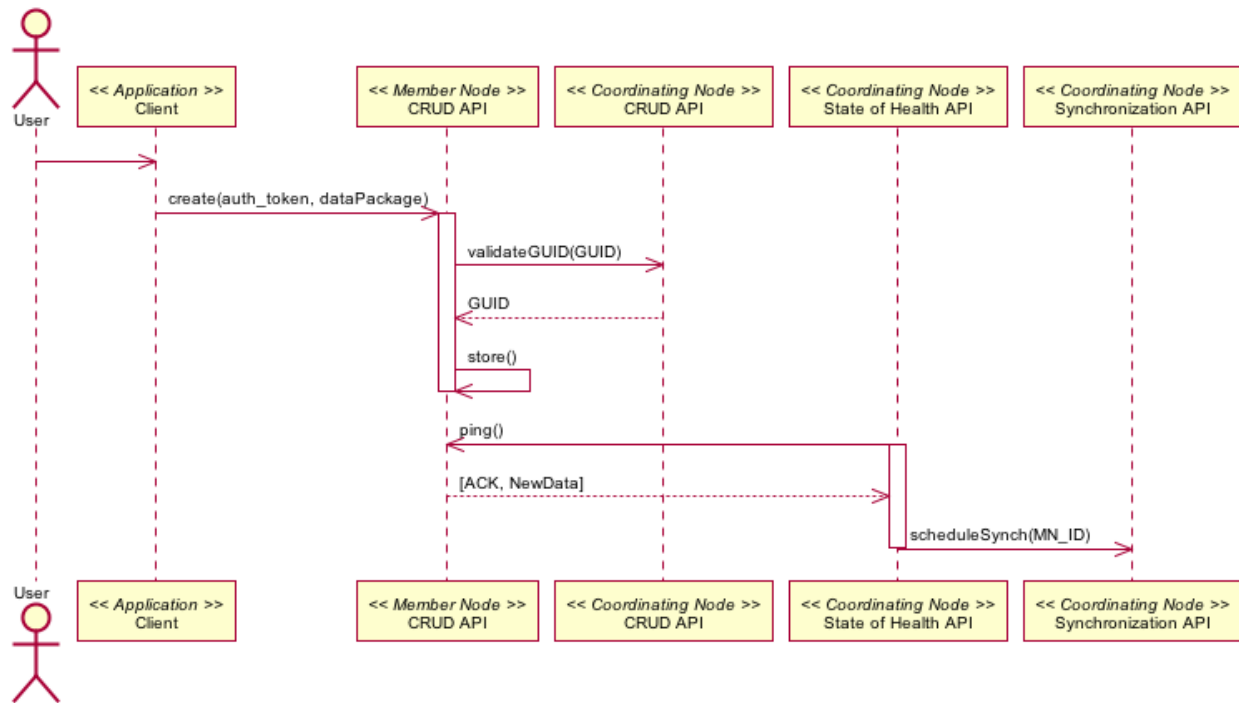 << Application >>
Client
<< Member Node >>
CRUD API
<< Coordinating Node >>
CRUD API
<< Coordinating Node >>
State of Health API
<< Coordinating Node >>
Synchronization API
User
create(auth_token, dataPackage)
validateGUID(GUID)
GUID
store()
ping()
[ACK, NewData]
scheduleSynch(MN_ID)
User
<< Application >>
Client
<< Member Node >>
CRUD API
<< Coordinating Node >>
CRUD API
<< Coordinating Node >>
State of Health API
<< Coordinating Node >>
Synchronization API